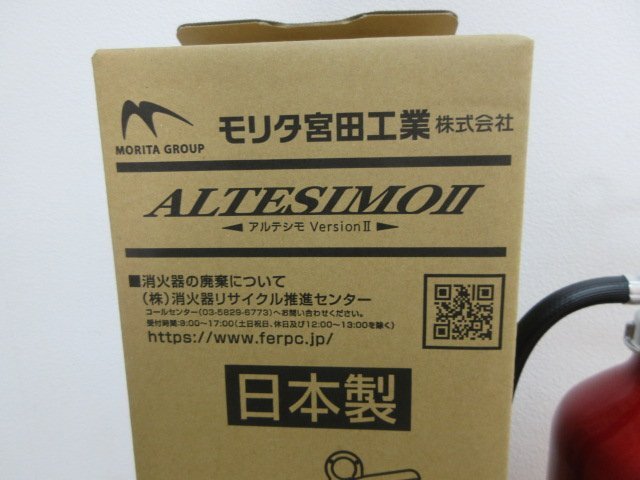 MORITA GROUP
モリタ宮田工業株式会社
ALTESIMOII
アルテシモ VersionⅡ
■消火器の廃棄について
(株)消火器リサイクル推進センター
コールセンター(03-5829-6773)へお問い合わせください。
受付時間:9:00〜17:00(土日祝日、休日及び12:00〜13:00を除く)
https://www.ferpc.jp/
日本製